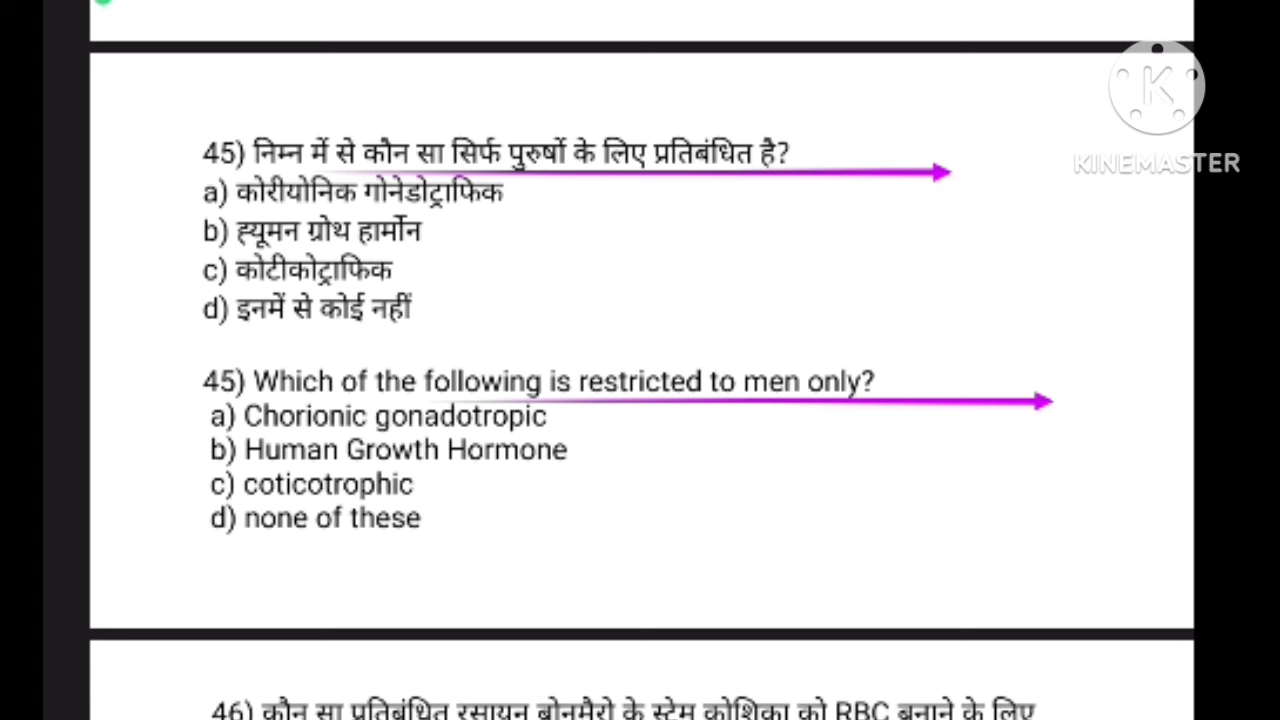 KINEMASTER
45) निम्न में से कौन सा सिर्फ पुरुषों के लिए प्रतिबंधित है?
a) कोरीयोनिक गोनेडोट्राफिक
b) ह्यूमन ग्रोथ हार्मोन
c) कोटीकोट्राफिक
d) इनमें से कोई नहीं
45) Which of the following is restricted to men only?
a) Chorionic gonadotropic
b) Human Growth Hormone
c) coticotrophic
d) none of these
46) कौन सा प्रतिबंधित रसायन बोनमैरो के स्टेम कोशिका को RBC बनाने के लिए